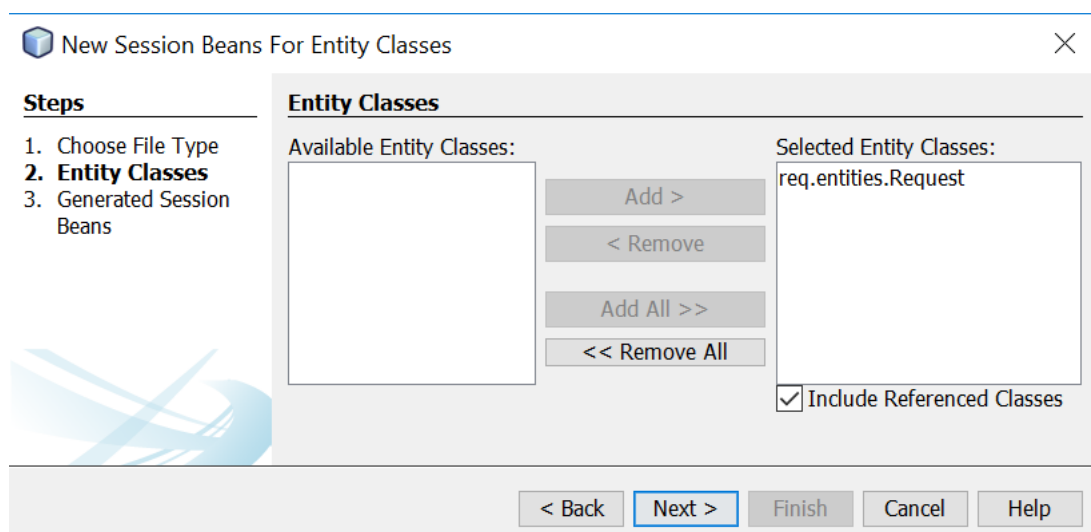 New Session Beans For Entity Classes
Steps
1. Choose File Type
2. Entity Classes
3. Generated Session
Beans
Entity Classes
Available Entity Classes:
Add >
< Remove
Add All >>
<< Remove All
Selected Entity Classes:
req.entities.Request
Include Referenced Classes
< Back
Next >
Finish
Cancel
Help